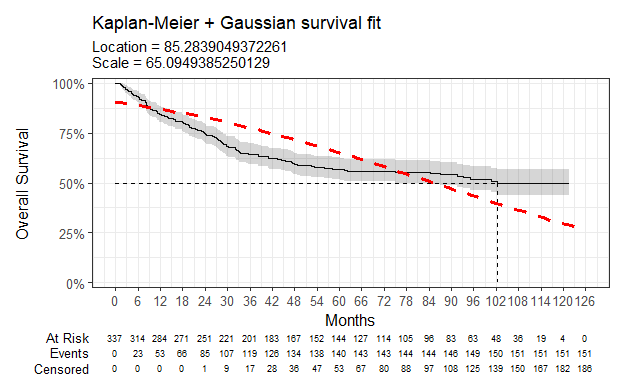 Kaplan-Meier + Gaussian survival fit
Location = 85.2839049372261
Scale = 65.0949385250129
100%
75%
50%
25%
0%
Overall Survival
0 6 12 18 24 30 36 42 48 54 60 66 72 78 84 90 96 102 108 114 120 126
Months
At Risk 337 314 284 271 251 221 201 183 167 152 144 127 114 105 96 83 63 48 36 19 4 0
Events 0 23 53 66 85 107 119 126 134 138 140 143 143 144 144 146 149 150 151 151 151 151
Censored 0 0 0 0 1 9 17 28 36 47 53 67 80 88 97 108 125 139 150 167 182 186